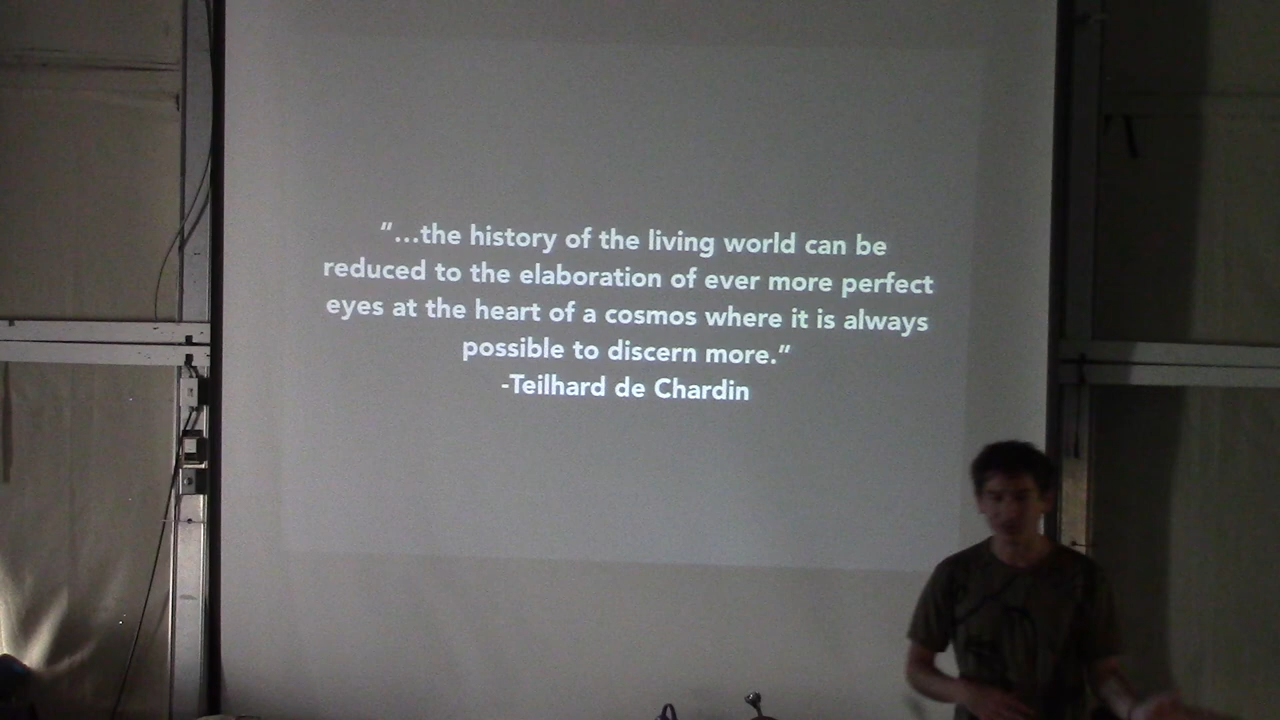 “...the history of the living world can be
reduced to the elaboration of ever more perfect
eyes at the heart of a cosmos where it is always
possible to discern more.”
-Teilhard de Chardin